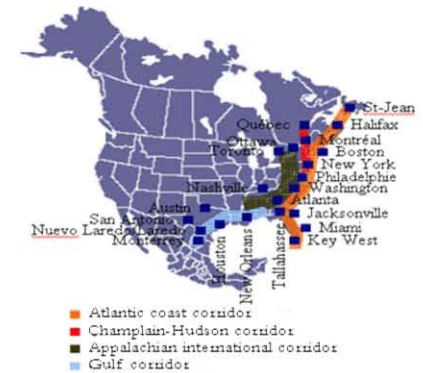 St-Jean
Québec
Halifax
Ottawa
Montréal
Toronto
Boston
New York
Philadelphie
Nashville
Washington
Atlanta
Austin
Jacksonville
San Antonio
Miami
Nuevo Laredo/Laredo
Monterrey
Key West
Houston
New Orleans
Tallahassee
Atlantic coast corridor
Champlain-Hudson corridor
Appalachian international corridor
Gulf corridor